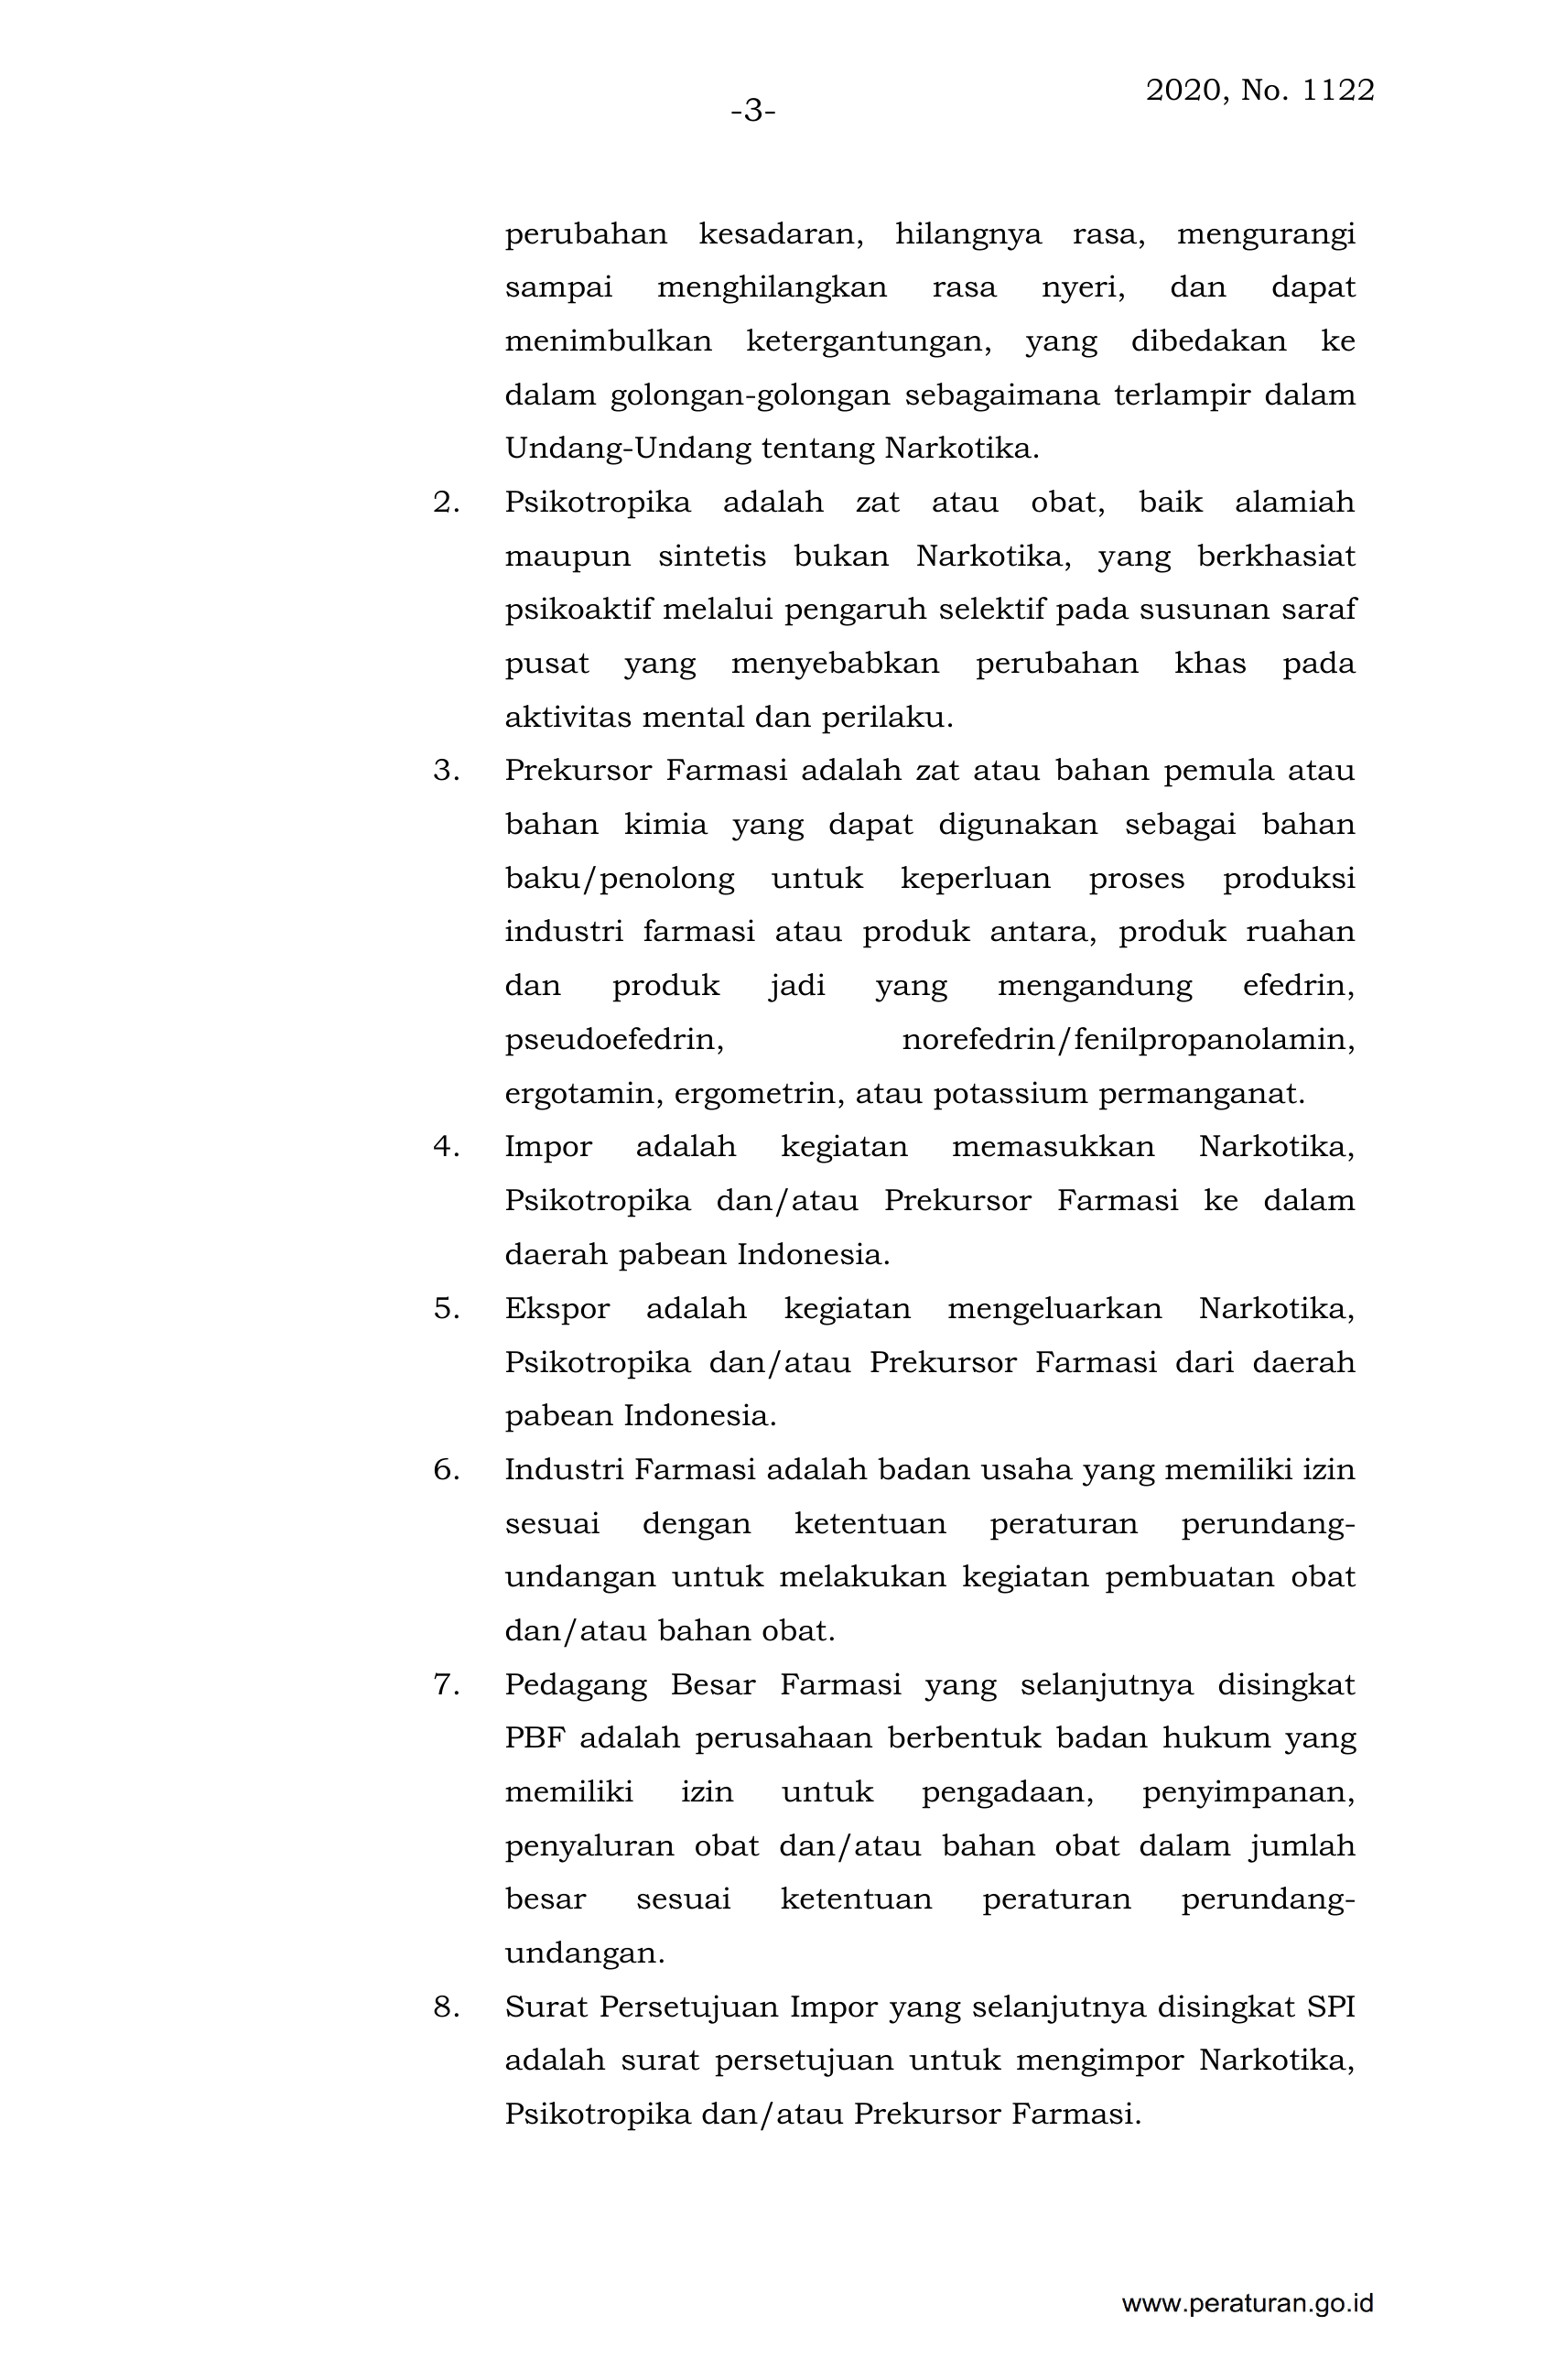 2020, No. 1122
-3-
perubahan kesadaran, hilangnya rasa, mengurangi
sampai menghilangkan rasa nyeri, dan dapat
menimbulkan ketergantungan, yang dibedakan ke
dalam golongan-golongan sebagaimana terlampir dalam
Undang-Undang tentang Narkotika.
2. Psikotropika adalah zat atau obat, baik alamiah
maupun sintetis bukan Narkotika, yang berkhasiat
psikoaktif melalui pengaruh selektif pada susunan saraf
pusat yang menyebabkan perubahan khas pada
aktivitas mental dan perilaku.
3. Prekursor Farmasi adalah zat atau bahan pemula atau
bahan kimia yang dapat digunakan sebagai bahan
baku/penolong untuk keperluan proses produksi
industri farmasi atau produk antara, produk ruahan
dan produk jadi yang mengandung efedrin,
pseudoefedrin, norefedrin/fenilpropanolamin,
ergotamin, ergometrin, atau potassium permanganat.
4. Impor adalah kegiatan memasukkan Narkotika,
Psikotropika dan/atau Prekursor Farmasi ke dalam
daerah pabean Indonesia.
5. Ekspor adalah kegiatan mengeluarkan Narkotika,
Psikotropika dan/atau Prekursor Farmasi dari daerah
pabean Indonesia.
6. Industri Farmasi adalah badan usaha yang memiliki izin
sesuai dengan ketentuan peraturan perundang-
undangan untuk melakukan kegiatan pembuatan obat
dan/atau bahan obat.
7. Pedagang Besar Farmasi yang selanjutnya disingkat
PBF adalah perusahaan berbentuk badan hukum yang
memiliki izin untuk pengadaan, penyimpanan,
penyaluran obat dan/atau bahan obat dalam jumlah
besar sesuai ketentuan peraturan perundang-
undangan.
8. Surat Persetujuan Impor yang selanjutnya disingkat SPI
adalah surat persetujuan untuk mengimpor Narkotika,
Psikotropika dan/atau Prekursor Farmasi.
www.peraturan.go.id